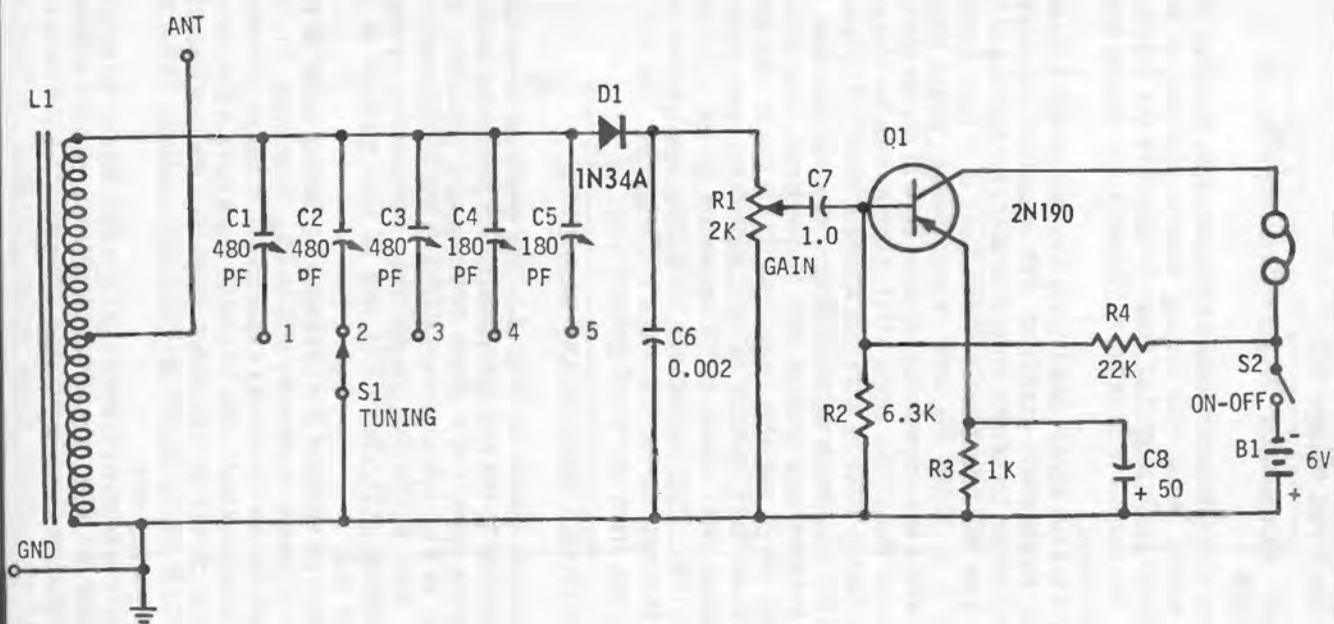 ANT
L1
D1
1N34A
C1
480
PF
C2
480
PF
C3
480
PF
C4
180
PF
C5
180
PF
1
2
3
4
5
S1
TUNING
C6
0.002
R1
2K
GAIN
C7
1.0
Q1
2N190
R4
22K
S2
ON-OFF
R2
6.3K
R3
1K
C8
+ 50
B1
-
6V
+
GND